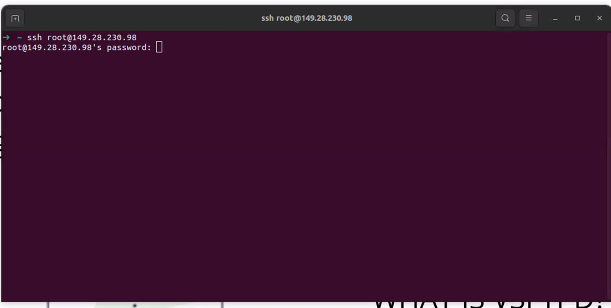 ssh root@149.28.230.98
→ ~ ssh root@149.28.230.98
root@149.28.230.98's password: